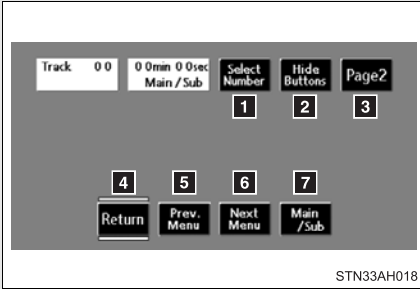 Track 0 0
0 0min 0 0sec
Main / Sub
Select
Number
Hide
Buttons
Page2
1
2
3
4
5
6
7
Return
Prev.
Menu
Next
Menu
Main
/Sub
STN33AH018